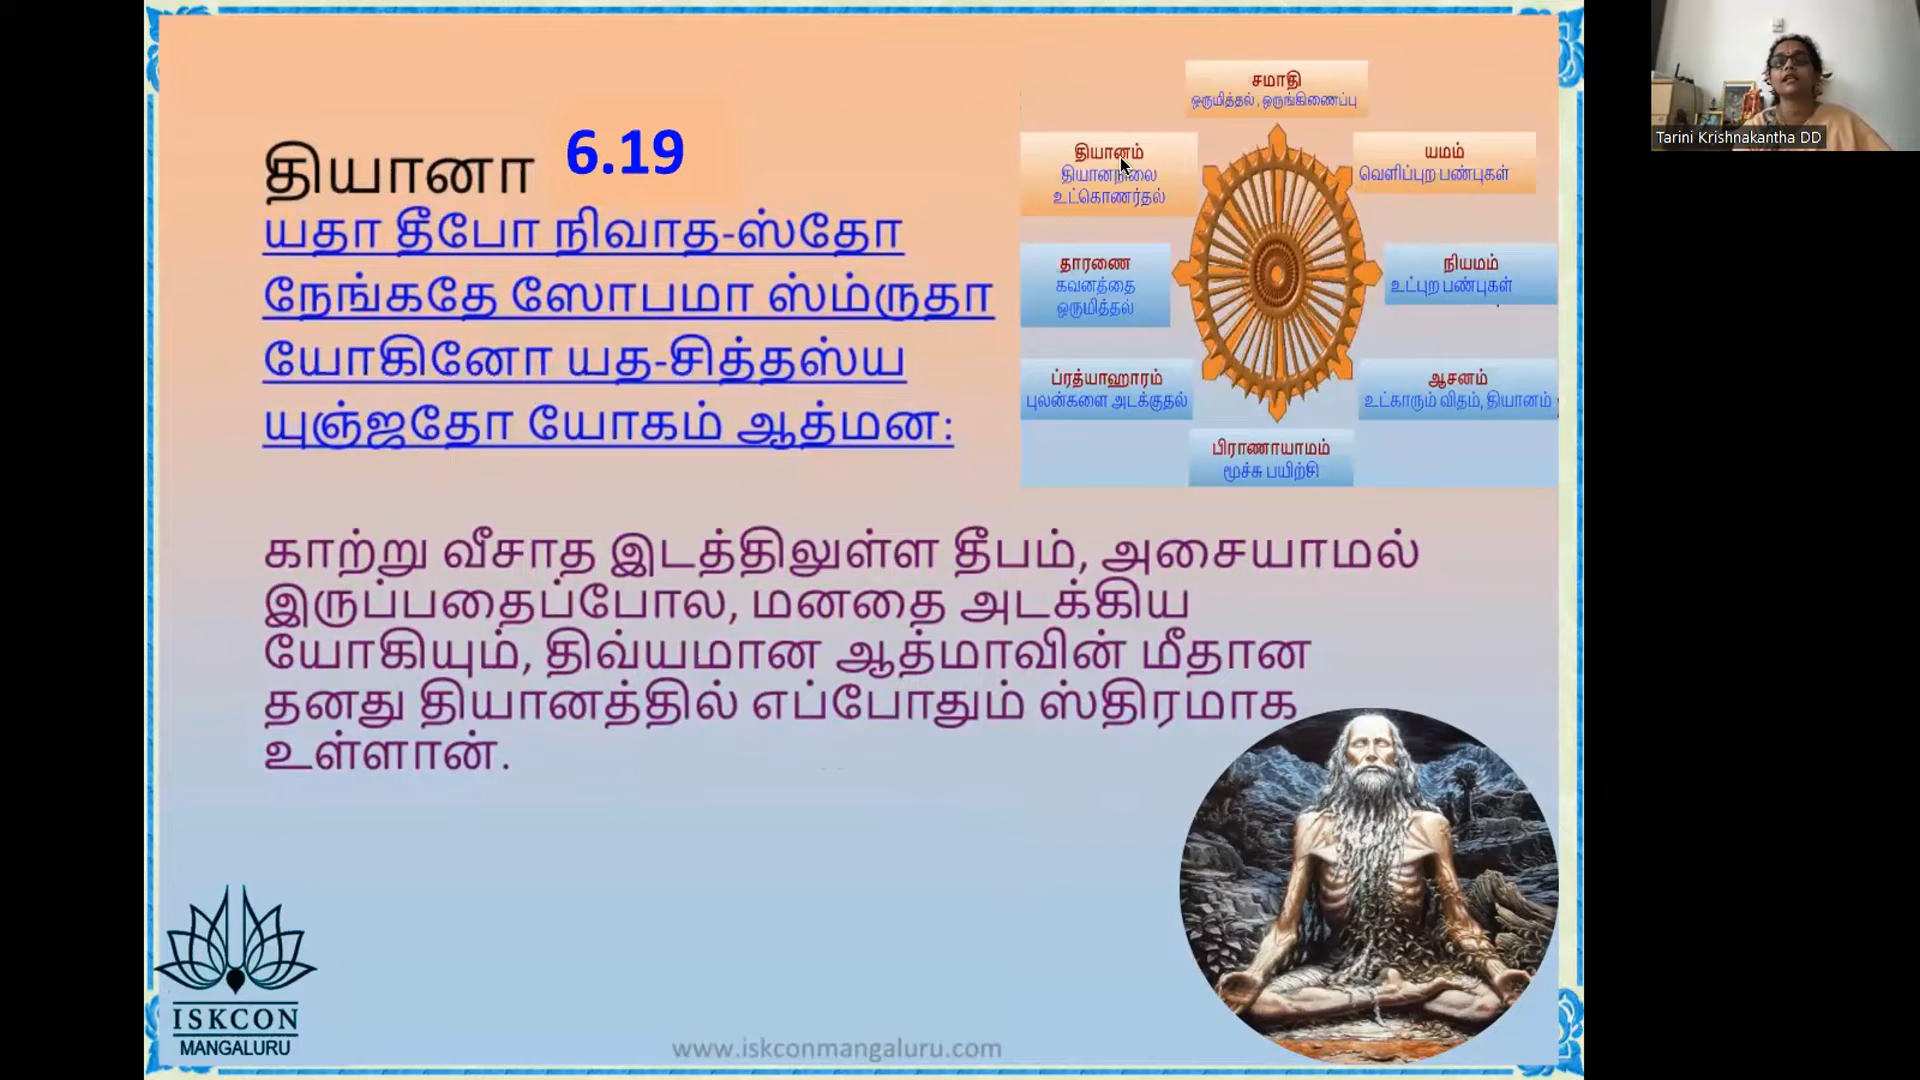 தியானா 6.19
யதா தீபோ நிவாத-ஸ்தோ
நேங்கதே ஸோபமா ஸ்ம்ருதா
யோகினோ யத-சித்தஸ்ய
யுஞ்ஜதோ யோகம் ஆத்மன:
காற்று வீசாத இடத்திலுள்ள தீபம், அசையாமல்
இருப்பதைப்போல, மனதை அடக்கிய
யோகியும், திவ்யமான ஆத்மாவின் மீதான
தனது தியானத்தில் எப்போதும் ஸ்திரமாக
உள்ளான்.
சமாதி
ஒருமித்தல் , ஒருங்கிணைப்பு
தியானம்
தியானநிலை
உட்கொணர்தல்
யமம்
வெளிப்புற பண்புகள்
தாரணை
கவனத்தை
ஒருமித்தல்
நியமம்
உட்புற பண்புகள்
ப்ரத்யாஹாரம்
புலன்களை அடக்குதல்
ஆசனம்
உட்காரும் விதம், தியானம்
பிராணாயாமம்
மூச்சு பயிற்சி
ISKCON
MANGALURU
www.iskconmangaluru.com
Tarini Krishnakantha DD